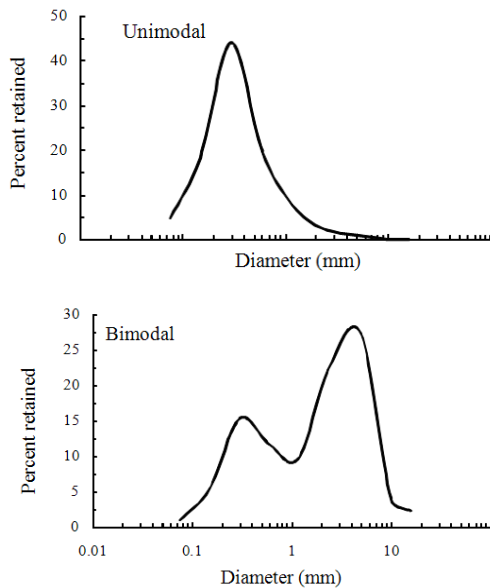 50
Unimodal
40
30
20
10
0
Percent retained
Diameter (mm)
30
Bimodal
25
20
15
10
5
0
Percent retained
0.01 0.1 1 10
Diameter (mm)